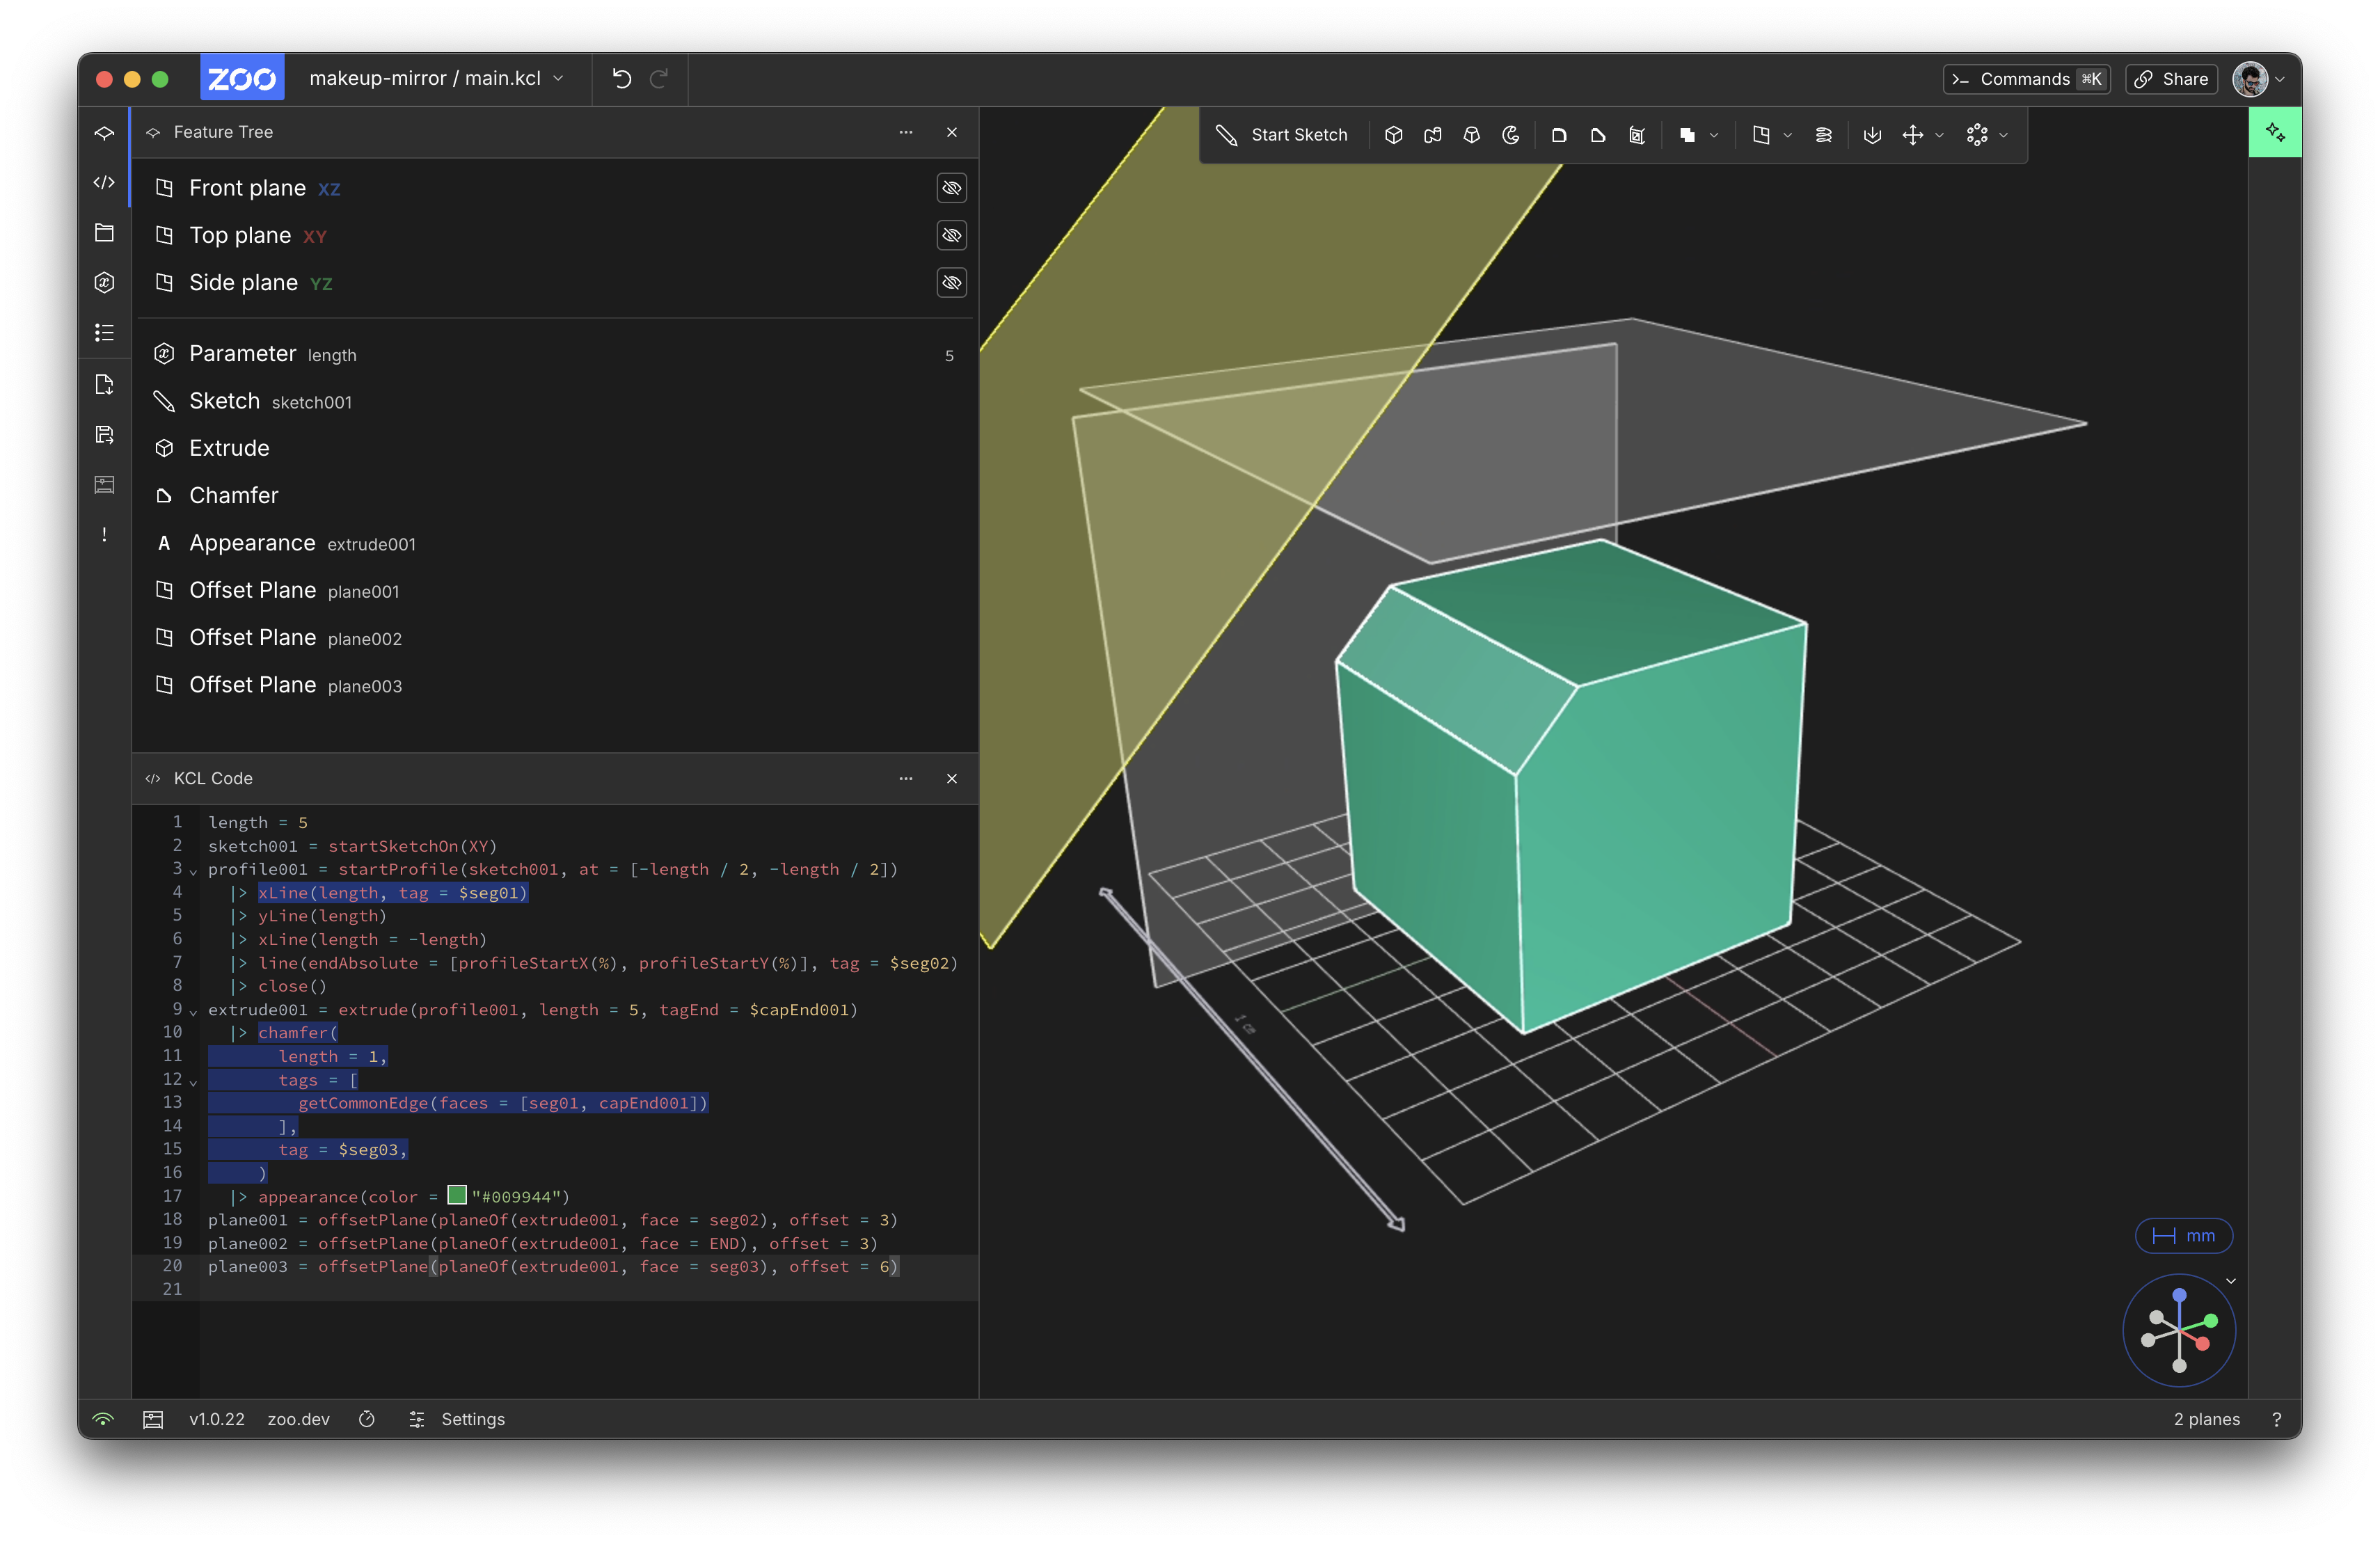 ZOO
makeup-mirror / main.kcl
Commands ⌘K
Share
Feature Tree
Start Sketch
Front plane XZ
Top plane XY
Side plane YZ
Parameter length 5
Sketch sketch001
Extrude
Chamfer
A Appearance extrude001
Offset Plane plane001
Offset Plane plane002
Offset Plane plane003
KCL Code
1 length = 5
2 sketch001 = startSketchOn(XY)
3 profile001 = startProfile(sketch001, at = [-length / 2, -length / 2])
4 |> xLine(length, tag = $seg01)
5 |> yLine(length)
6 |> xLine(length = -length)
7 |> line(endAbsolute = [profileStartX(%), profileStartY(%)], tag = $seg02)
8 |> close()
9 extrude001 = extrude(profile001, length = 5, tagEnd = $capEnd001)
10 |> chamfer(
11 length = 1,
12 tags = [
13 getCommonEdge(faces = [seg01, capEnd001])
14 ],
15 tag = $seg03,
16 )
17 |> appearance(color = "#009944")
18 plane001 = offsetPlane(planeOf(extrude001, face = seg02), offset = 3)
19 plane002 = offsetPlane(planeOf(extrude001, face = END), offset = 3)
20 plane003 = offsetPlane(planeOf(extrude001, face = seg03), offset = 6)
21
1 cm
mm
v1.0.22 zoo.dev Settings
2 planes ?